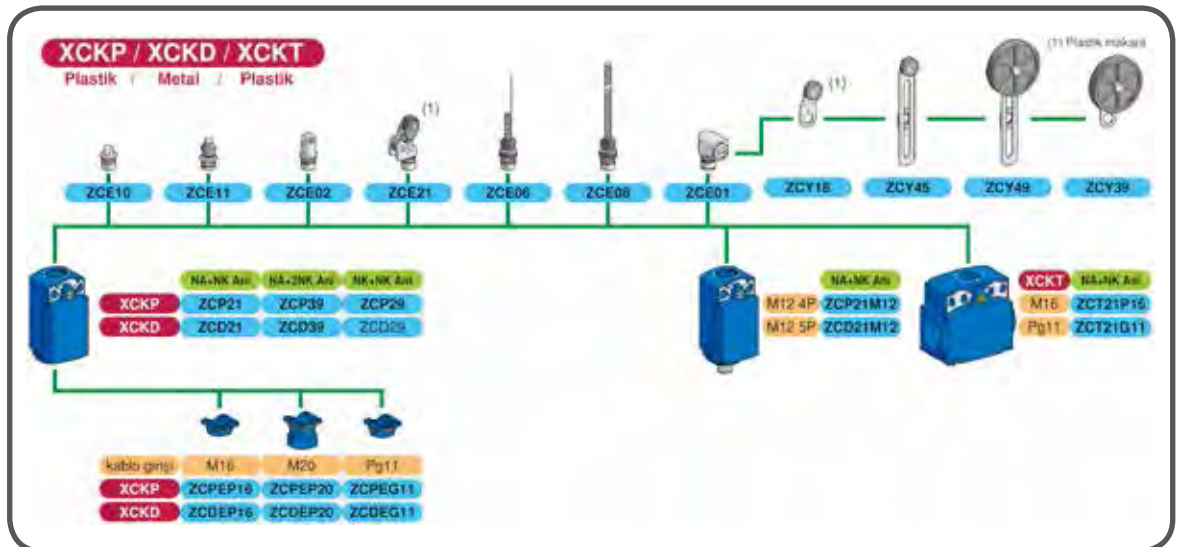 XCKP / XCKD / XCKT
Plastik / Metal / Plastik
(1) Plastik makara
(1)
(1)
ZCE10 ZCE11 ZCE02 ZCE21 ZCE06 ZCE08 ZCE01 ZCY18 ZCY45 ZCY49 ZCY39
NA+NK Ani NA+2NK Ani NK+NK Ani
XCKP ZCP21 ZCP39 ZCP29
XCKD ZCD21 ZCD39 ZCD29
NA+NK Ani
M12 4P ZCP21M12
M12 5P ZCD21M12
XCKT NA+NK Ani
M16 ZCT21P16
Pg11 ZCT21G11
kablo girişi M16 M20 Pg11
XCKP ZCPEP16 ZCPEP20 ZCPEG11
XCKD ZCDEP16 ZCDEP20 ZCDEG11